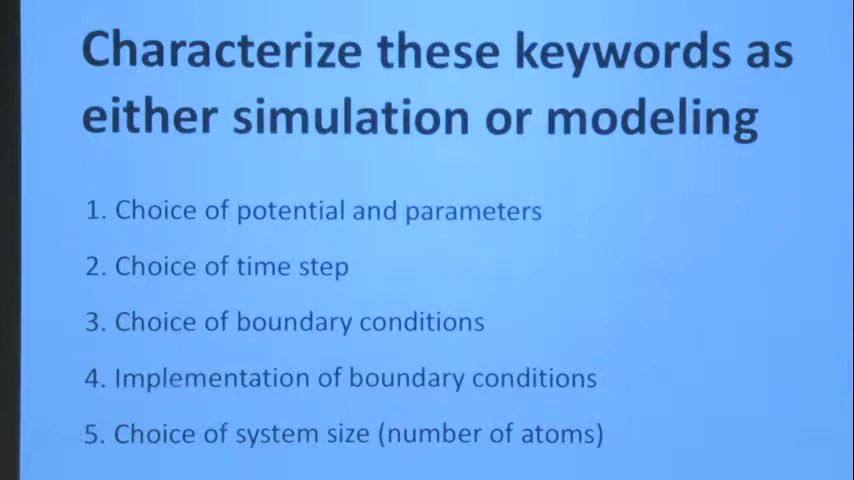 Characterize these keywords as
either simulation or modeling
1. Choice of potential and parameters
2. Choice of time step
3. Choice of boundary conditions
4. Implementation of boundary conditions
5. Choice of system size (number of atoms)